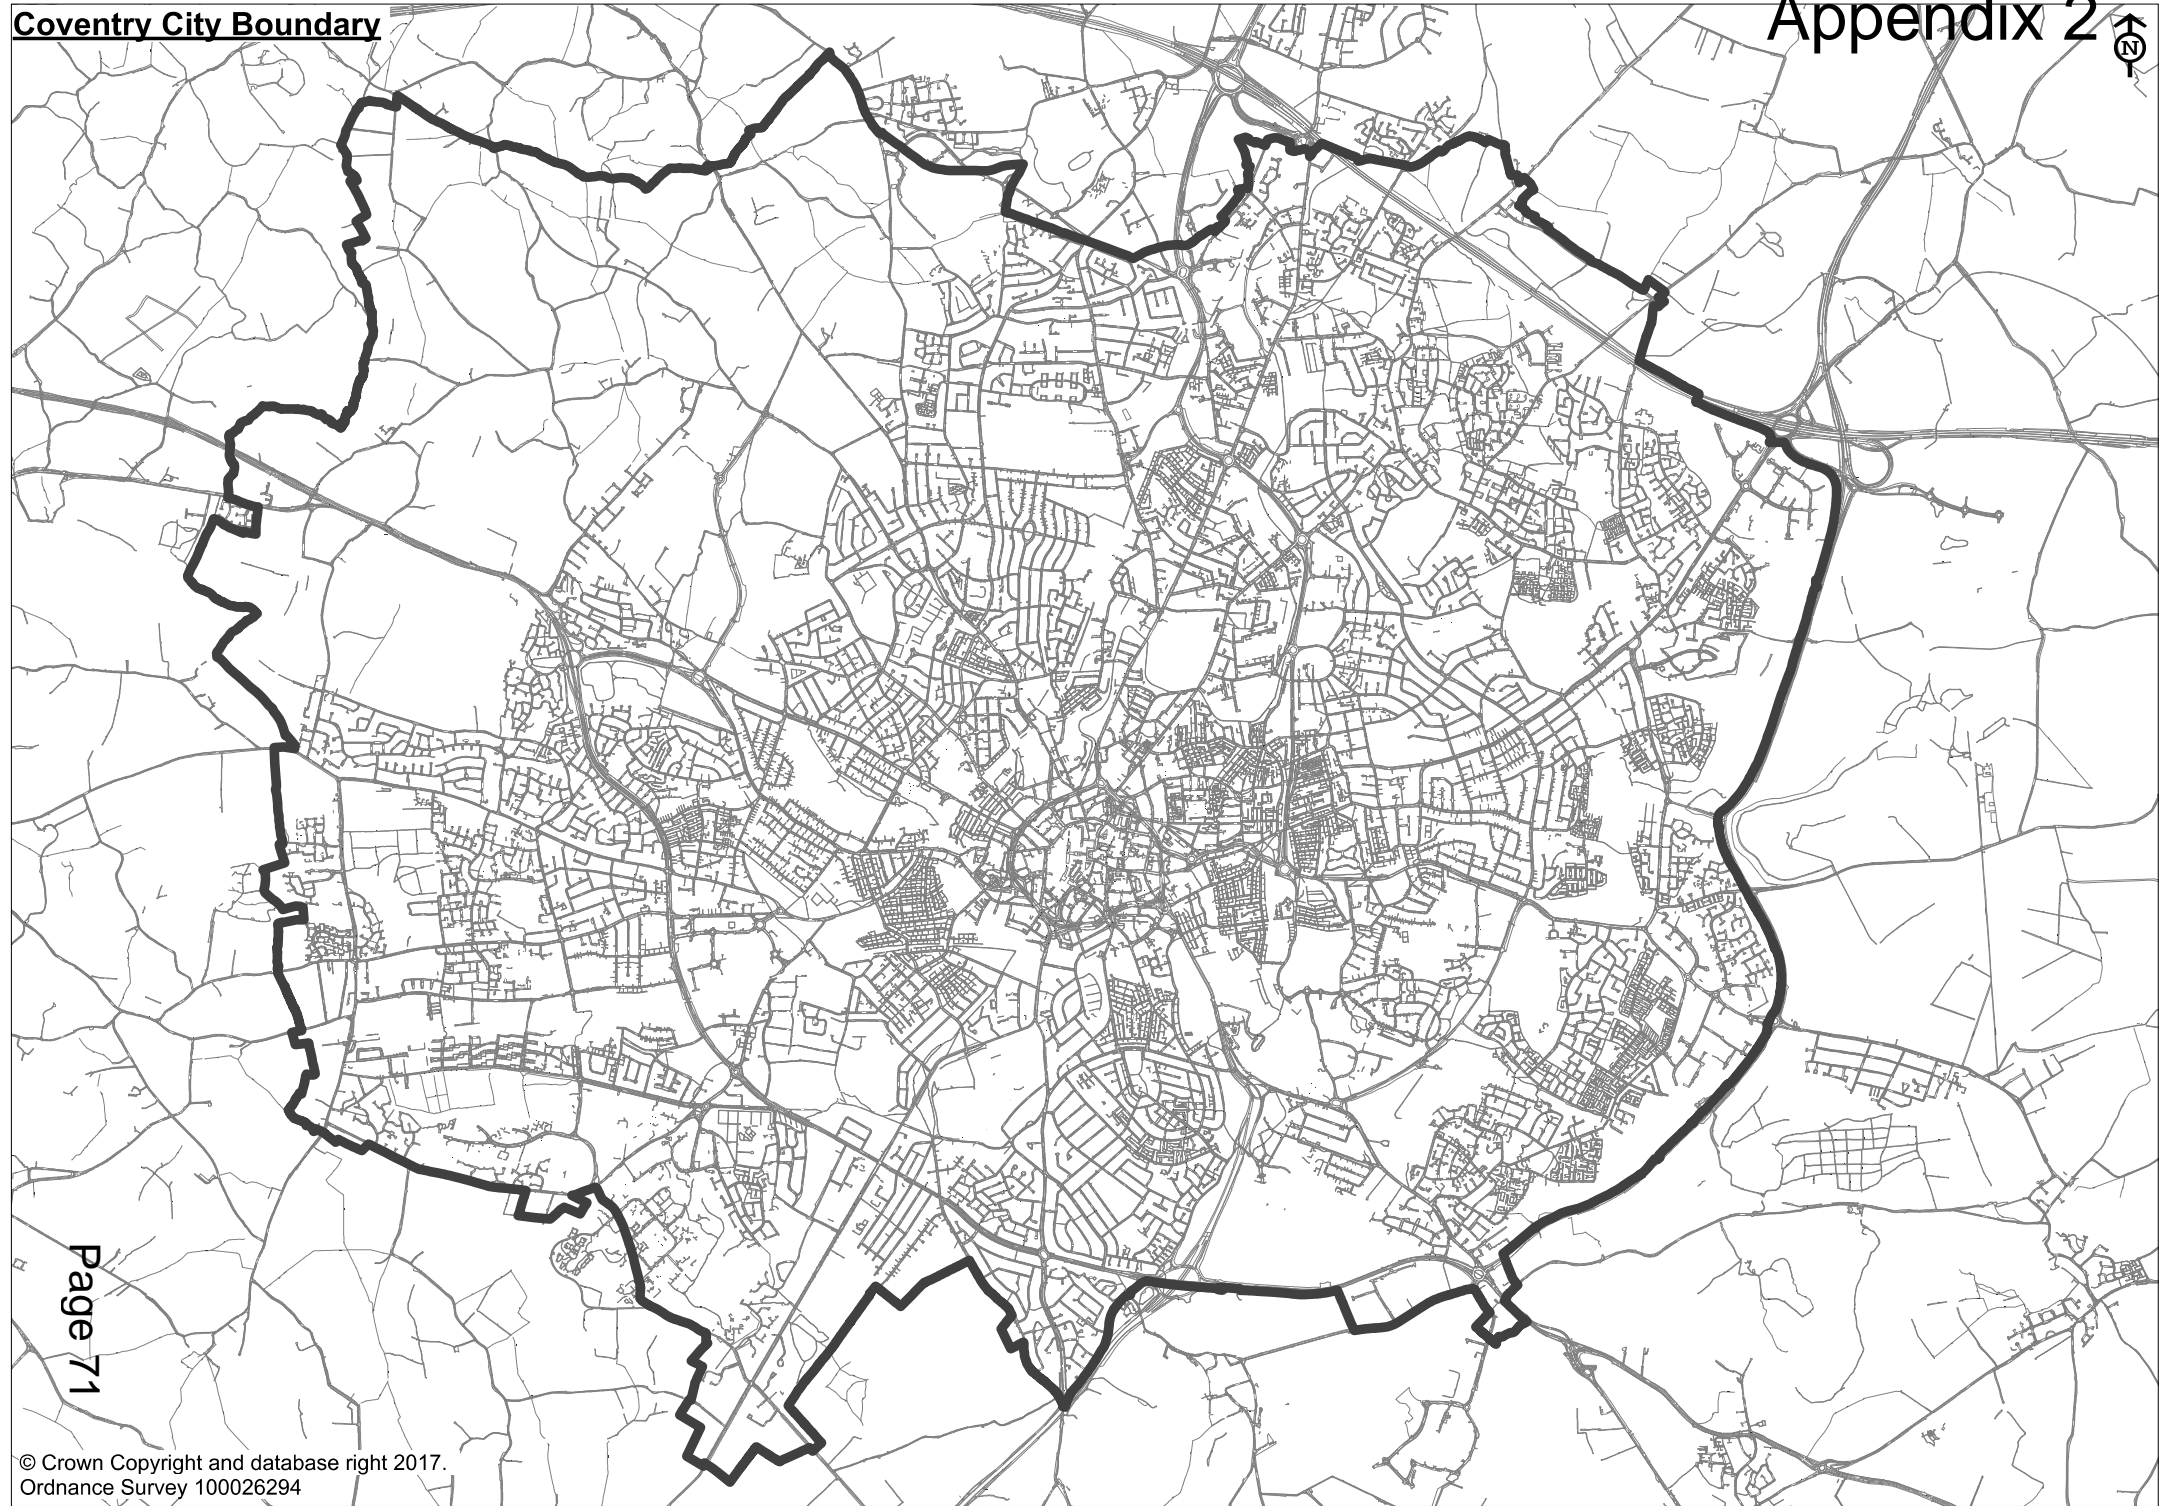 Coventry City Boundary
Appendix 2
N
Page 71
© Crown Copyright and database right 2017.
Ordnance Survey 100026294